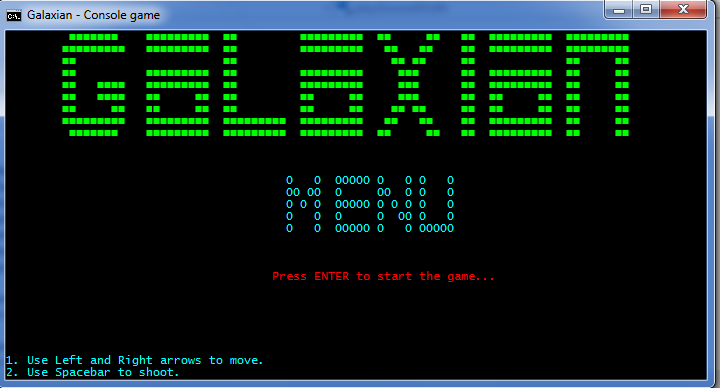 Galaxian - Console game
GaLaXIan
MENU
Press ENTER to start the game...
1. Use Left and Right arrows to move.
2. Use Spacebar to shoot.